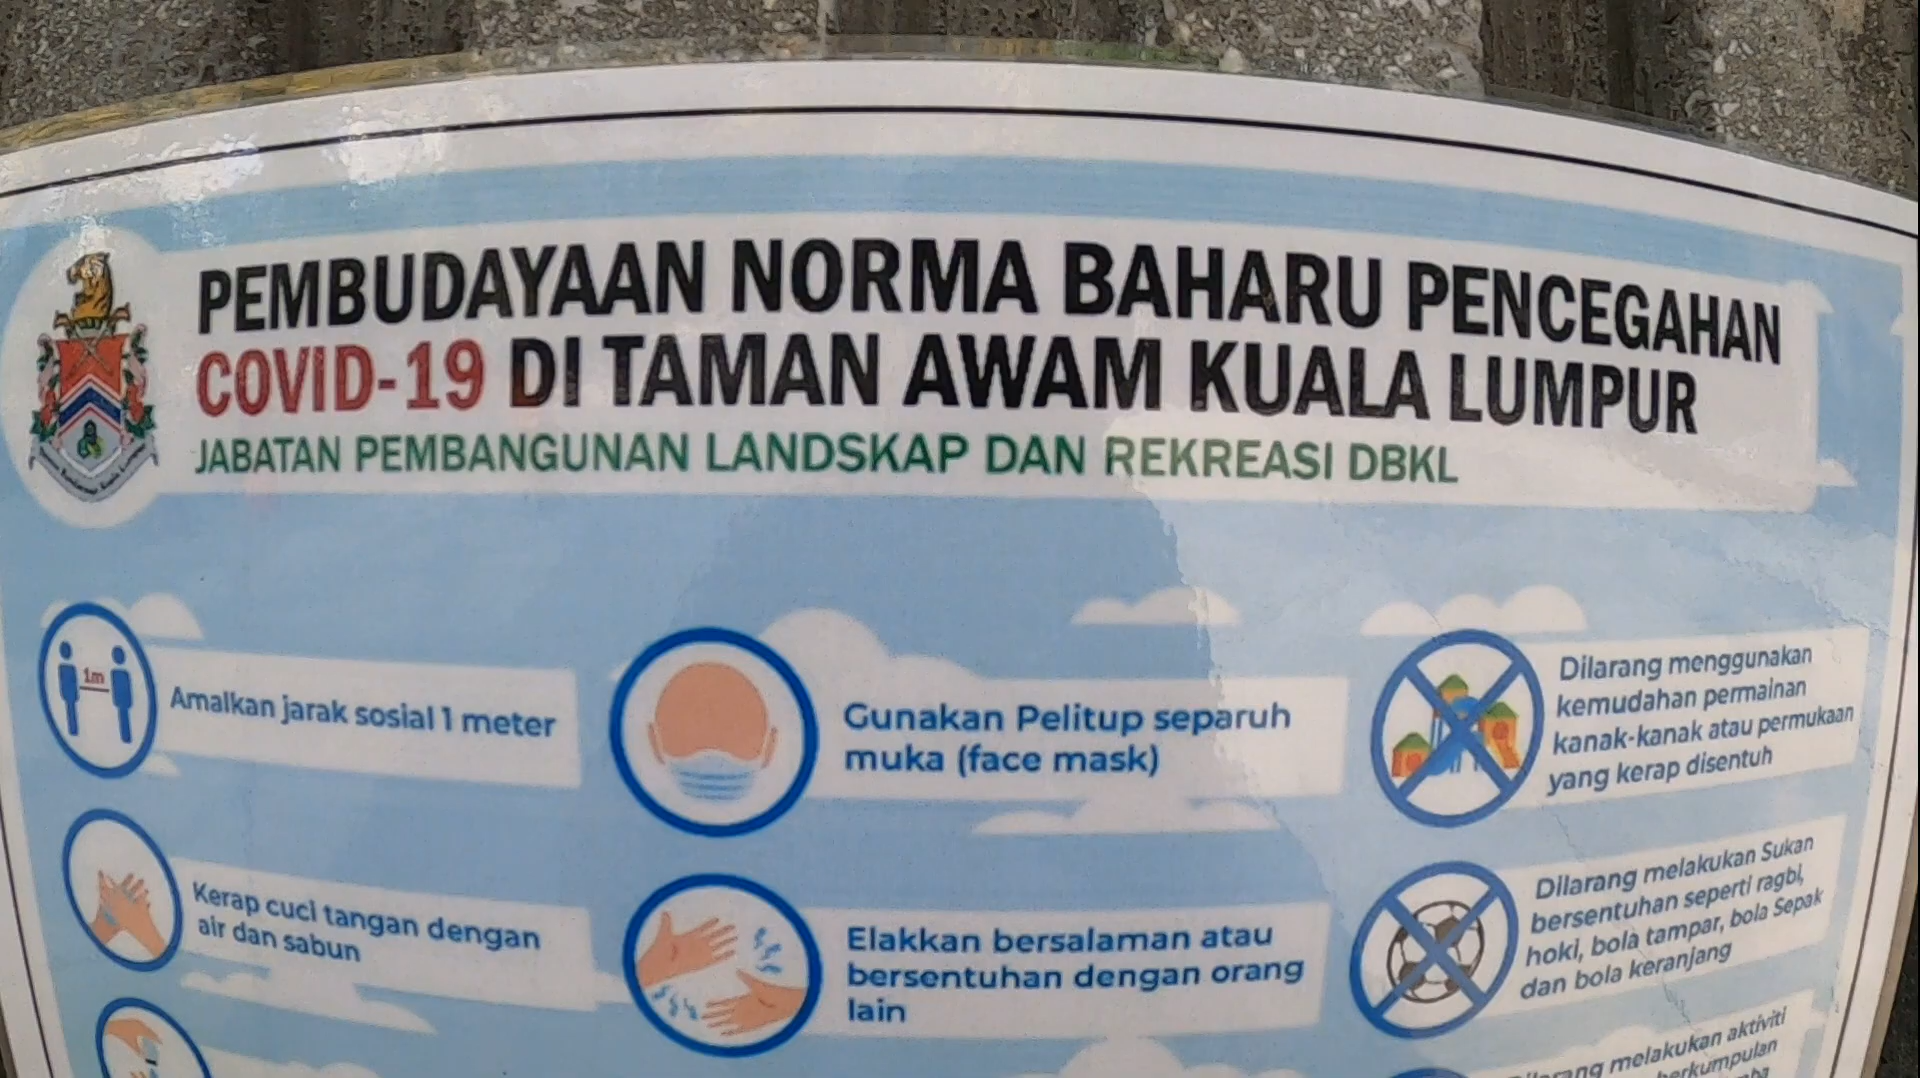 PEMBUDAYAAN NORMA BAHARU PENCEGAHAN
COVID-19 DI TAMAN AWAM KUALA LUMPUR
JABATAN PEMBANGUNAN LANDSKAP DAN REKREASI DBKL
1m
Amalkan jarak sosial 1 meter
Gunakan Pelitup separuh
muka (face mask)
Dilarang menggunakan
kemudahan permainan
kanak-kanak atau permukaan
yang kerap disentuh
Kerap cuci tangan dengan
air dan sabun
Elakkan bersalaman atau
bersentuhan dengan orang
lain
Dilarang melakukan Sukan
bersentuhan seperti ragbi,
hoki, bola tampar, bola Sepak
dan bola keranjang
melakukan aktiviti